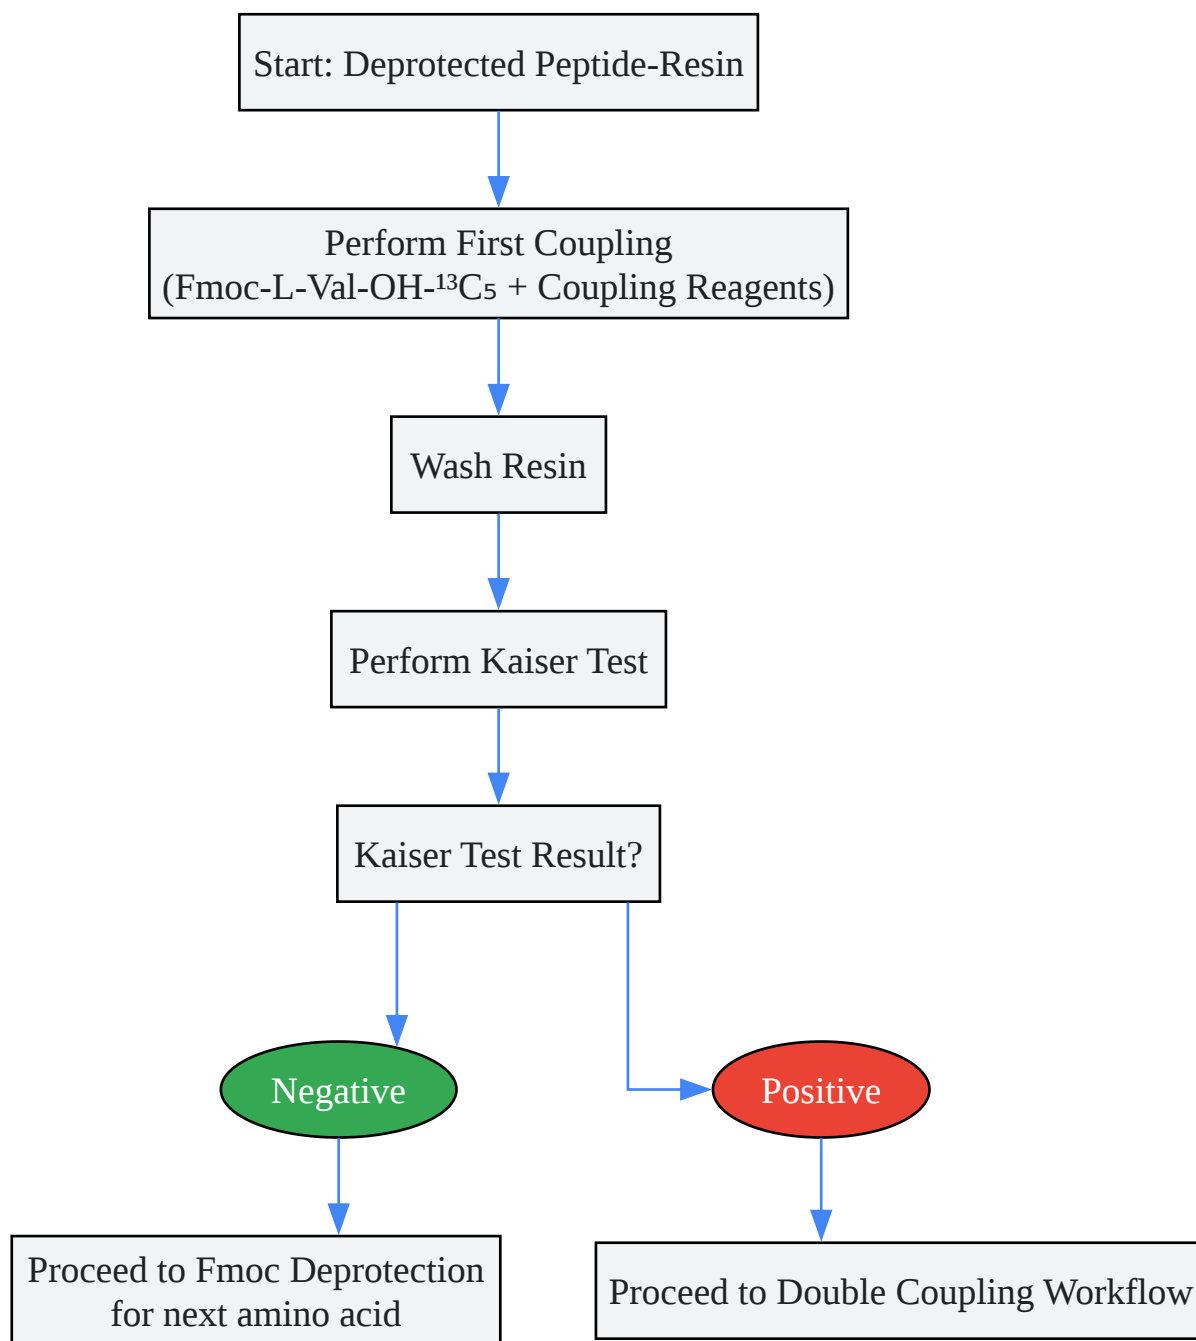 Start: Deprotected Peptide-Resin
Perform First Coupling
(Fmoc-L-Val-OH-¹³C₅ + Coupling Reagents)
Wash Resin
Perform Kaiser Test
Kaiser Test Result?
Negative
Positive
Proceed to Fmoc Deprotection
for next amino acid
Proceed to Double Coupling Workflow